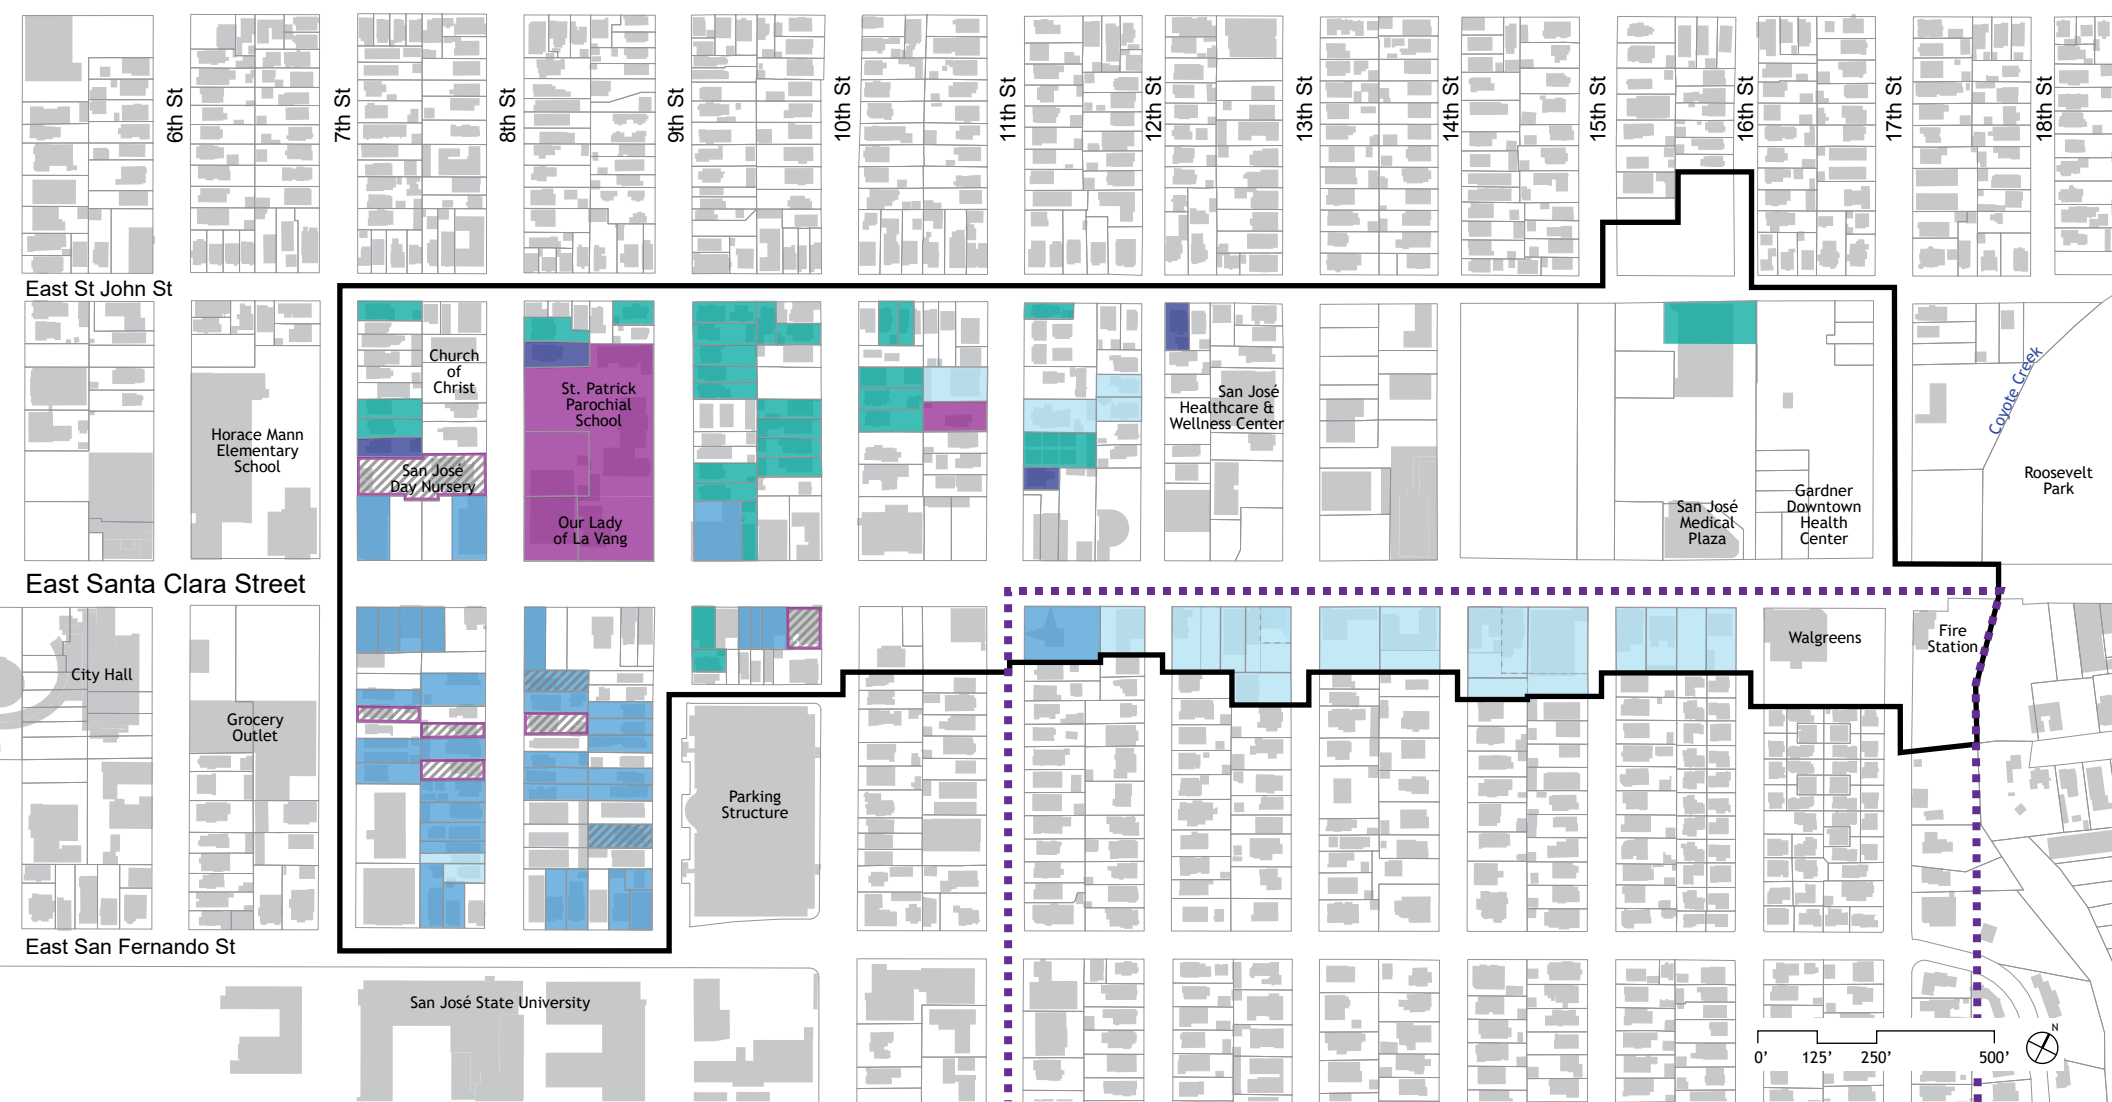 6th St
7th St
8th St
9th St
10th St
11th St
12th St
13th St
14th St
15th St
16th St
17th St
18th St
East St John St
Church
of
Christ
St. Patrick
Parochial
School
San José
Healthcare &
Wellness Center
Coyote Creek
Horace Mann
Elementary
School
San José
Day Nursery
Our Lady
of La Vang
San José
Medical
Plaza
Gardner
Downtown
Health
Center
Roosevelt
Park
East Santa Clara Street
City Hall
Grocery
Outlet
Walgreens
Fire
Station
Parking
Structure
East San Fernando St
San José State University
0’ 125’ 250’ 500’
N